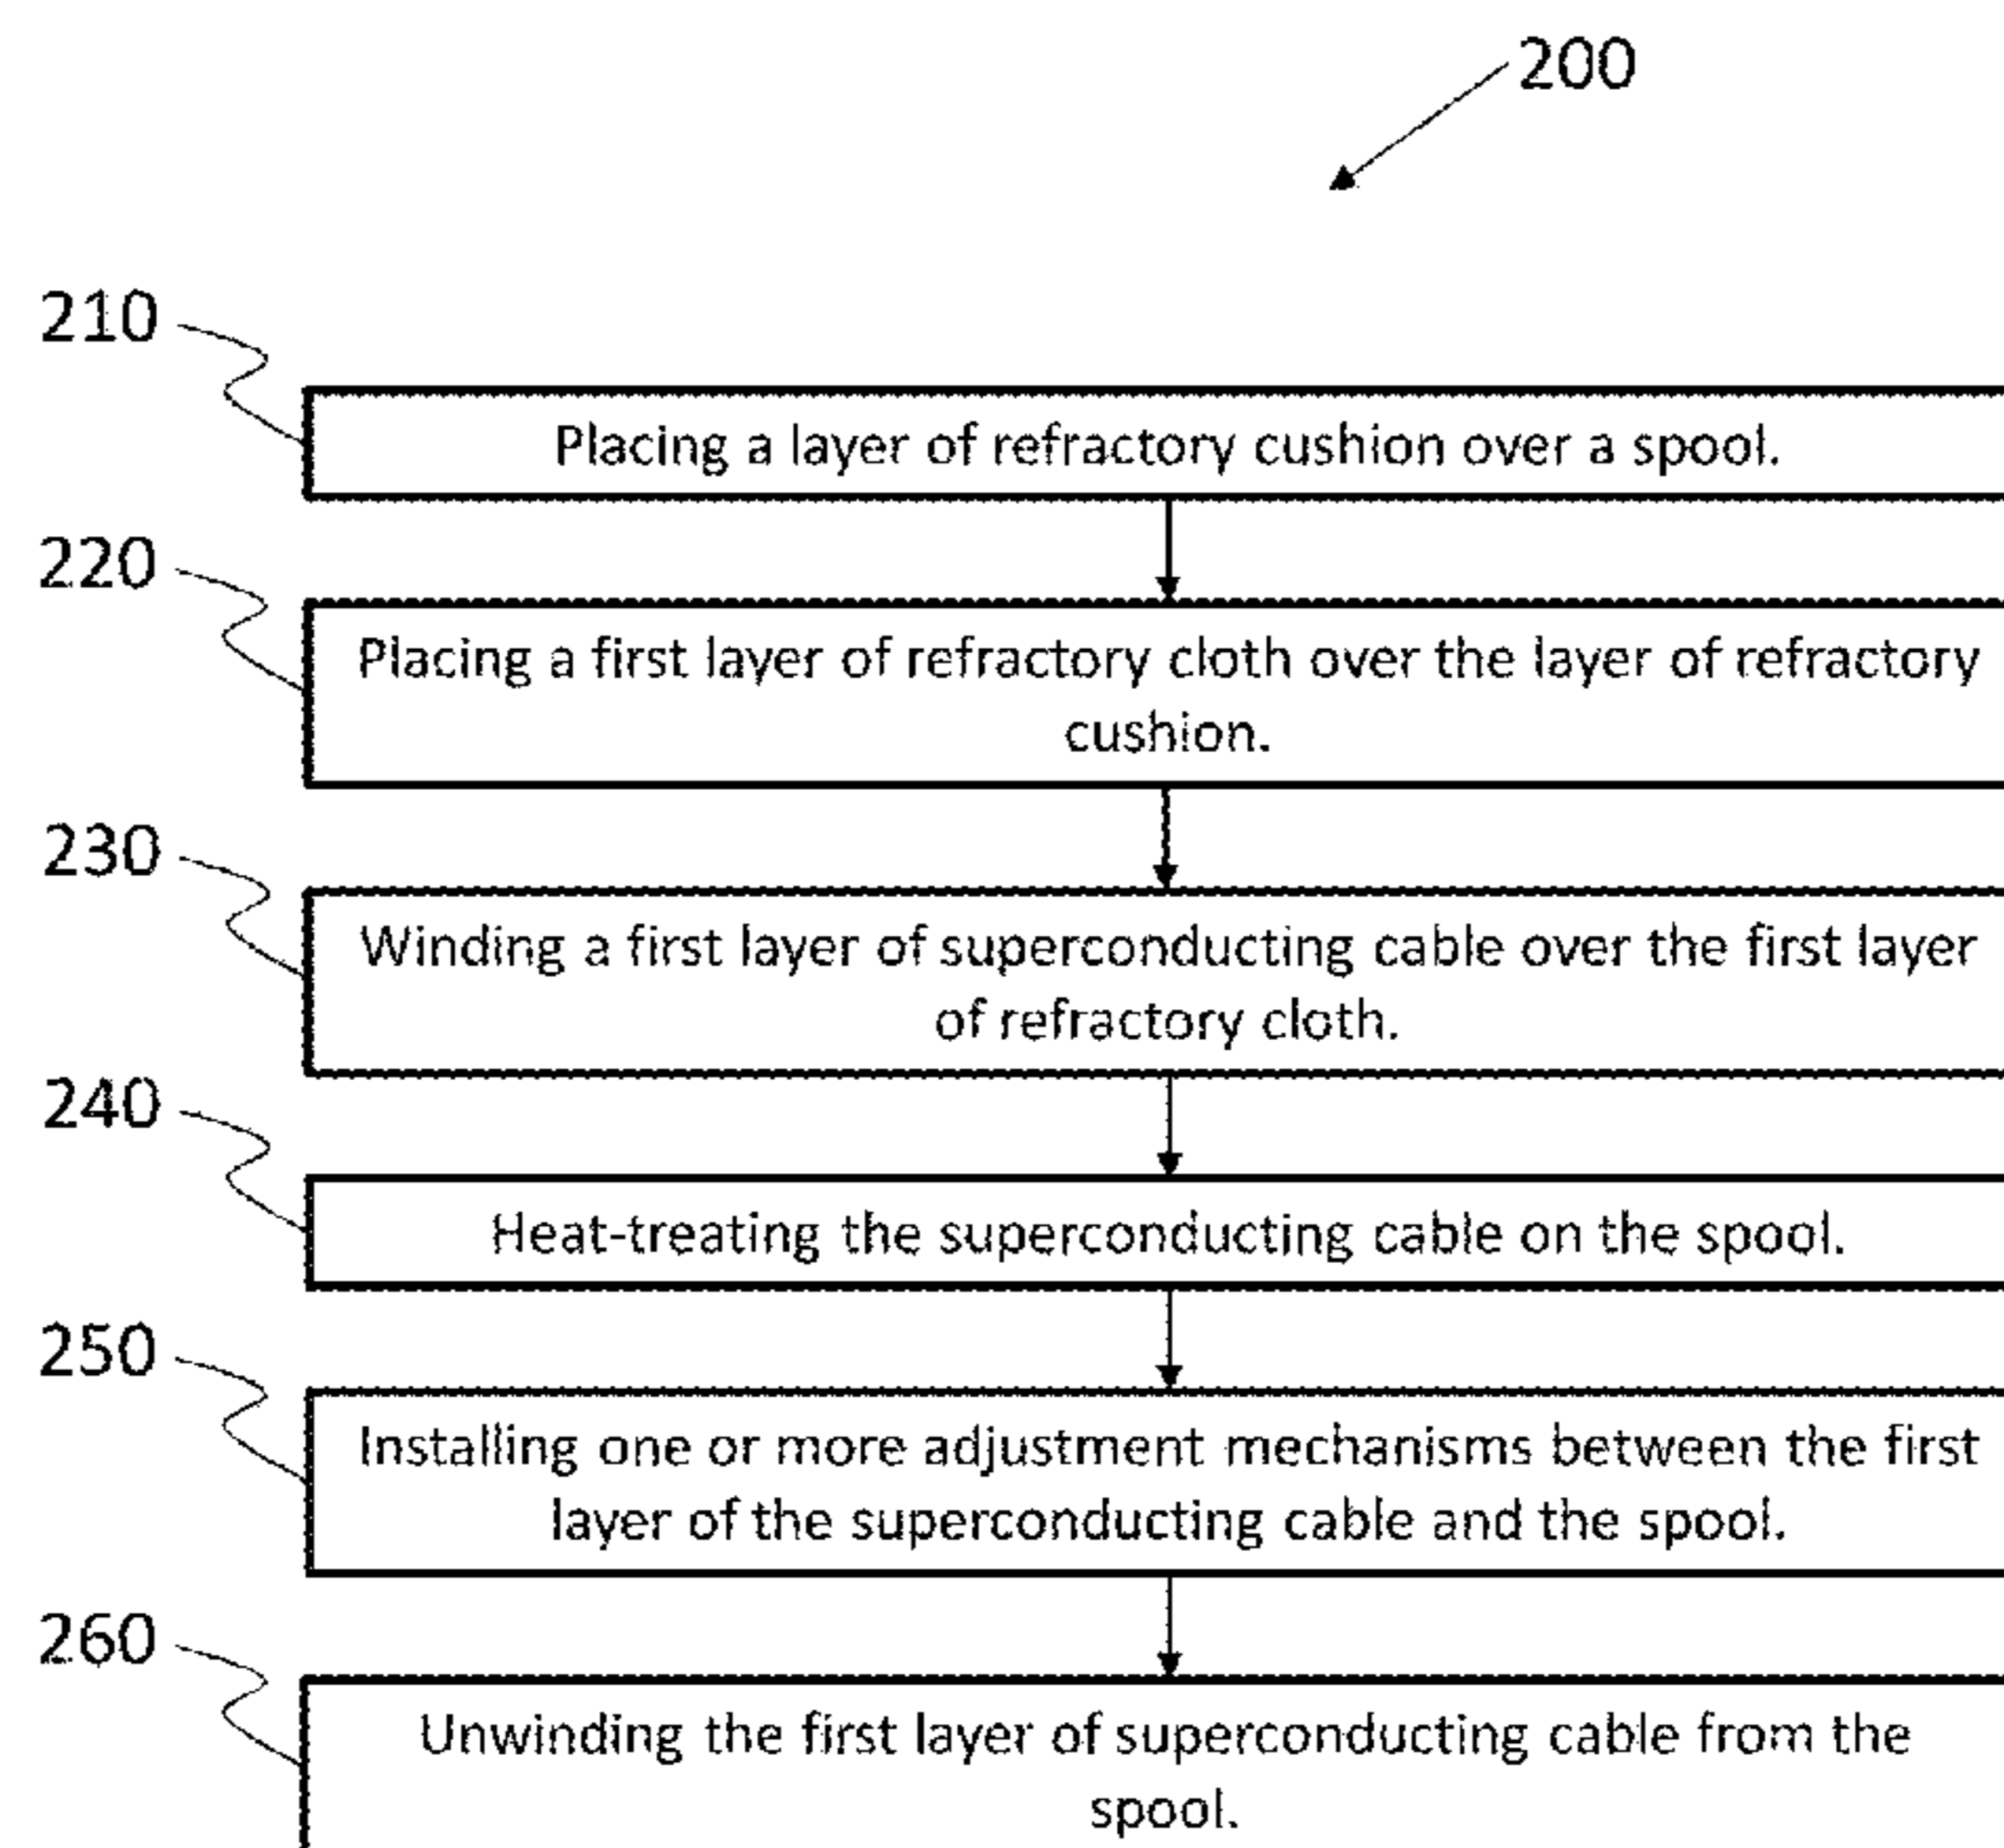 200
210
Placing a layer of refractory cushion over a spool.
220
Placing a first layer of refractory cloth over the layer of refractory
cushion.
230
Winding a first layer of superconducting cable over the first layer
of refractory cloth.
240
Heat-treating the superconducting cable on the spool.
250
Installing one or more adjustment mechanisms between the first
layer of the superconducting cable and the spool.
260
Unwinding the first layer of superconducting cable from the
spool.